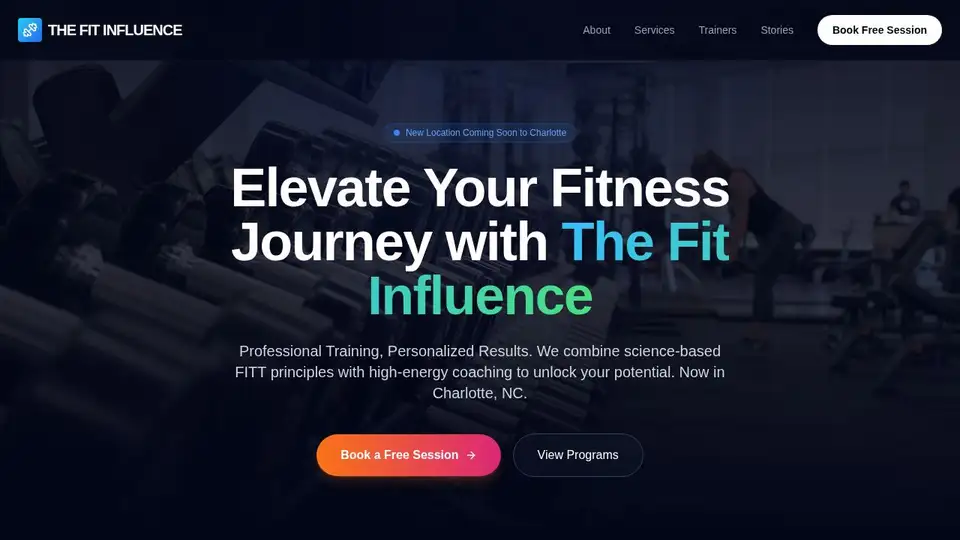 THE FIT INFLUENCE
About
Services
Trainers
Stories
Book Free Session
New Location Coming Soon to Charlotte
Elevate Your Fitness
Journey with The Fit
Influence
Professional Training, Personalized Results. We combine science-based
FITT principles with high-energy coaching to unlock your potential. Now in
Charlotte, NC.
Book a Free Session
View Programs